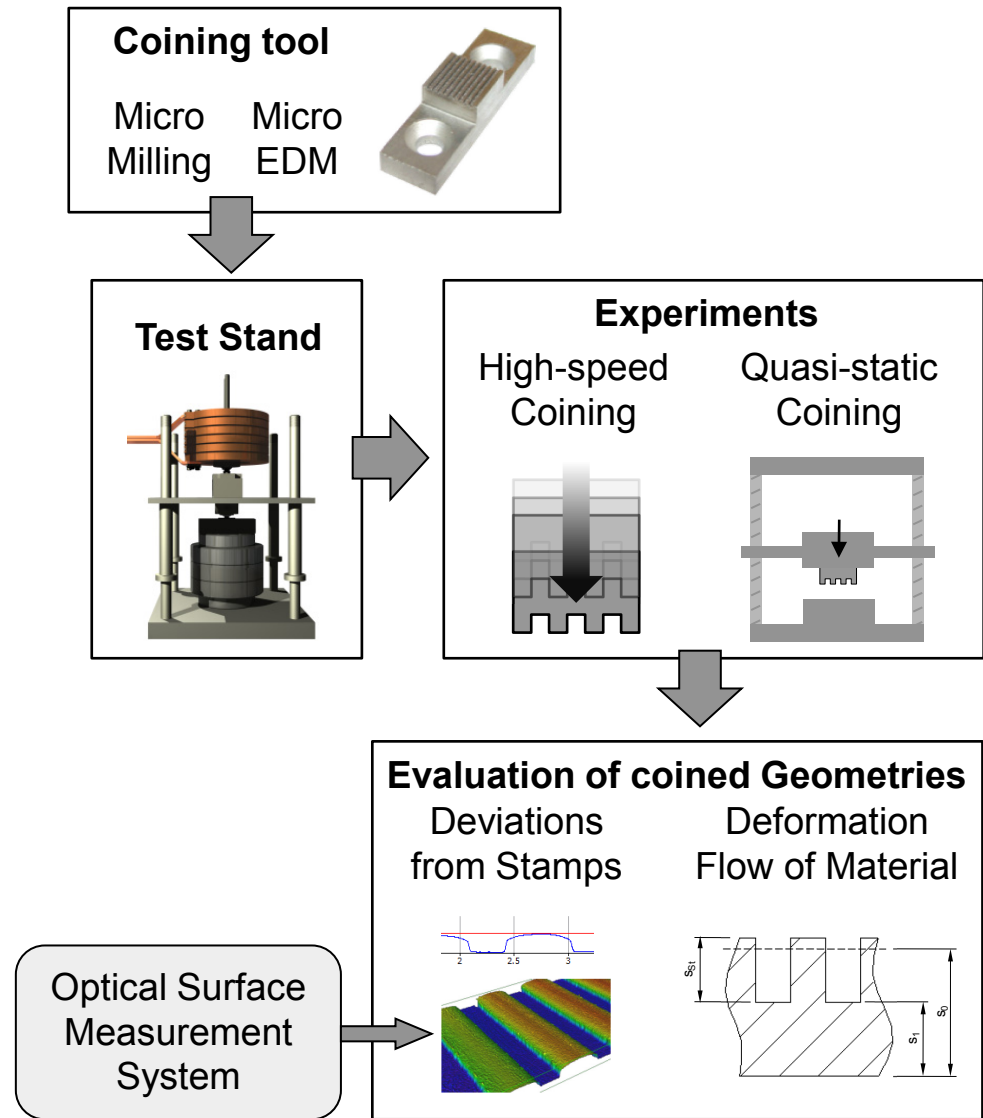 Coining tool
Micro
Milling
Micro
EDM
Test Stand
Experiments
High-speed
Coining
Quasi-static
Coining
Evaluation of coined Geometries
Deviations
from Stamps
Deformation
Flow of Material
2
2.5
3
sSt
s1
s0
Optical Surface
Measurement
System